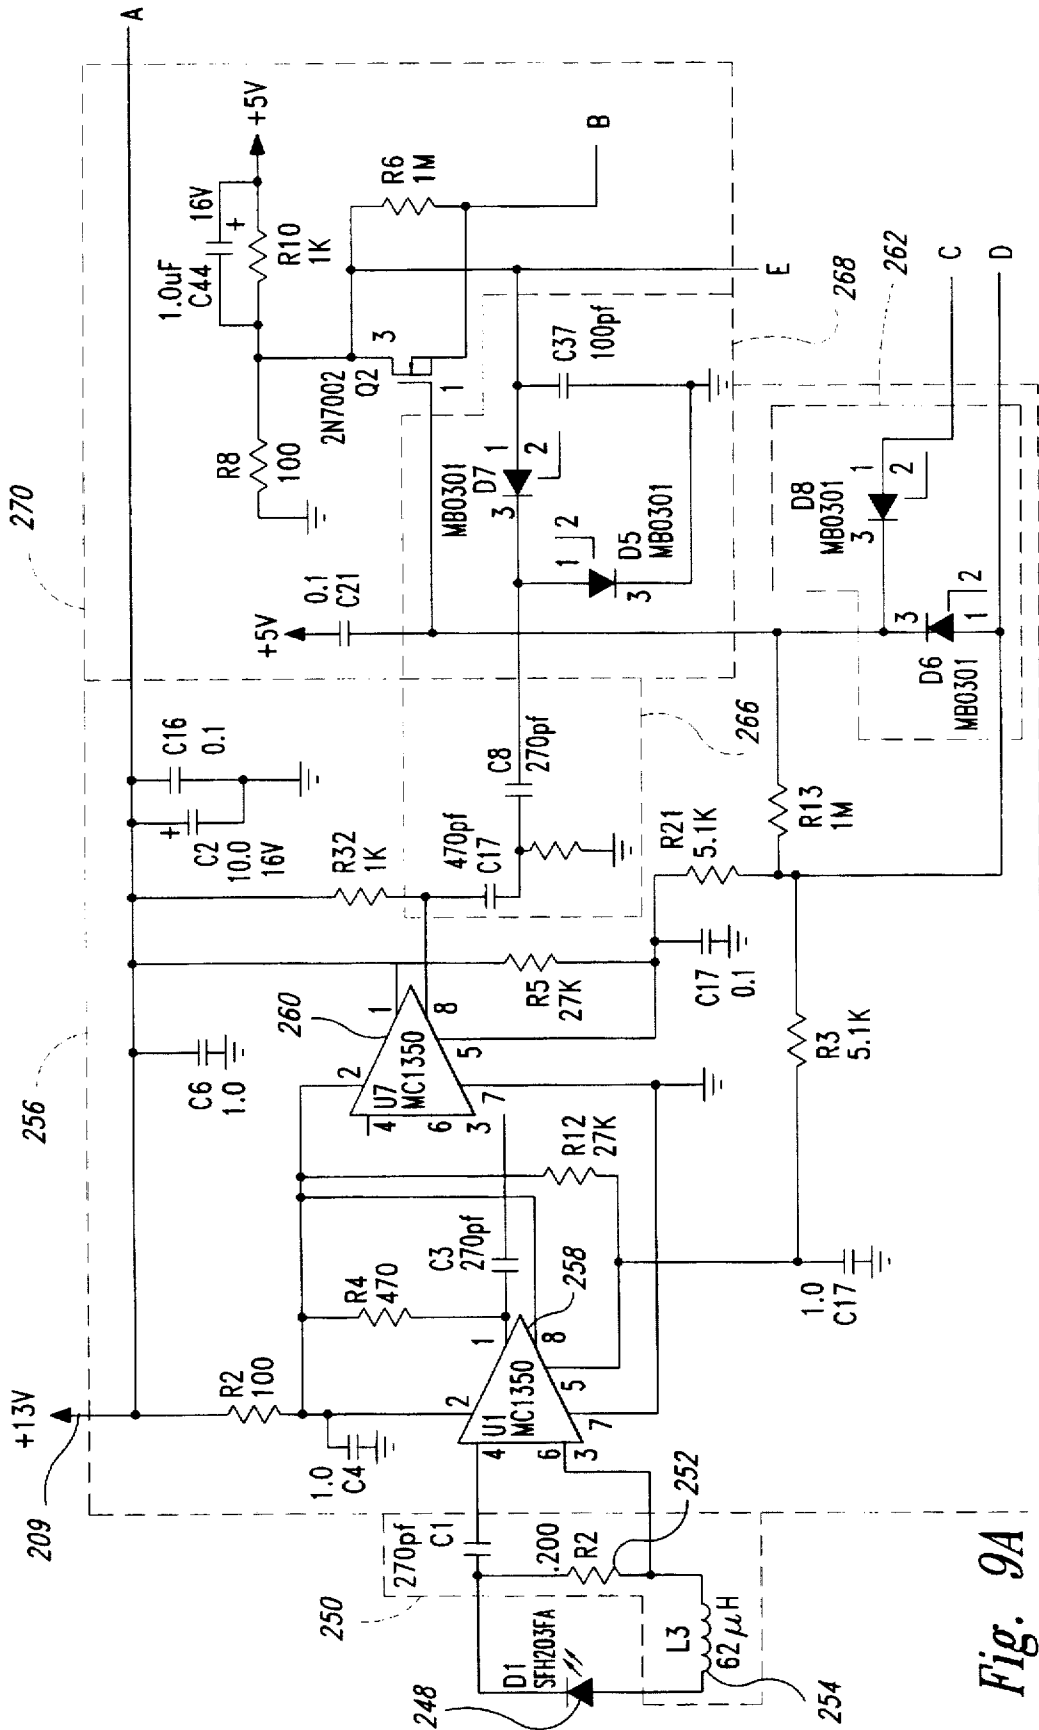 A
270
256
+13V
209
R2
100
1.0
C4
C6
1.0
C2
10.0
16V
+
C16
0.1
+5V
0.1
C21
R8
100
1.0uF
C44
16V
+
R10
1K
+5V
2N7002
Q2
3
1
R6
1M
B
E
R4
470
C3
270pf
260
U7
MC1350
2
4
6
3
7
5
8
1
R32
1K
470pf
C17
C8
270pf
266
MB0301
D7
1
2
3
D5
MB0301
1
2
3
C37
100pf
268
262
250
270pf
C1
.200
R2
252
D1
SFH203FA
248
L3
62µH
254
U1
MC1350
2
4
6
3
7
5
8
1
258
R12
27K
R5
27K
C17
0.1
R21
5.1K
R13
1M
R3
5.1K
1.0
C17
D6
MB0301
3
1
2
D8
MB0301
3
1
2
C
D
Fig. 9A